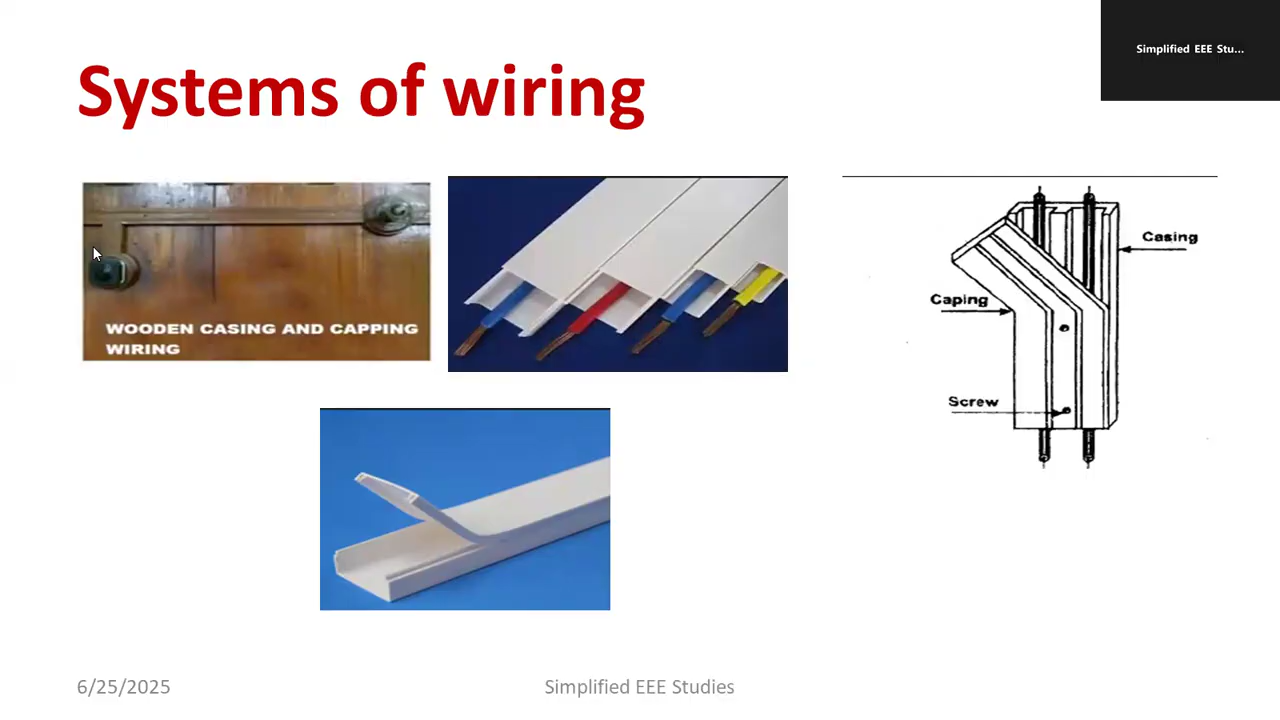 Simplified EEE Stu...
Systems of wiring
WOODEN CASING AND CAPPING
WIRING
Casing
Caping
Screw
6/25/2025
Simplified EEE Studies